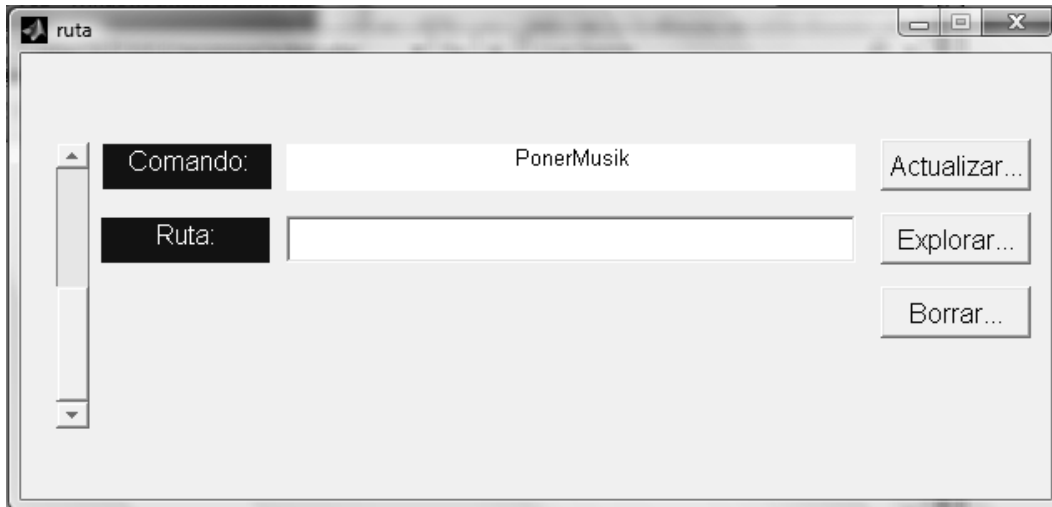 ruta
Comando:
PonerMusik
Actualizar...
Ruta:
Explorar...
Borrar...